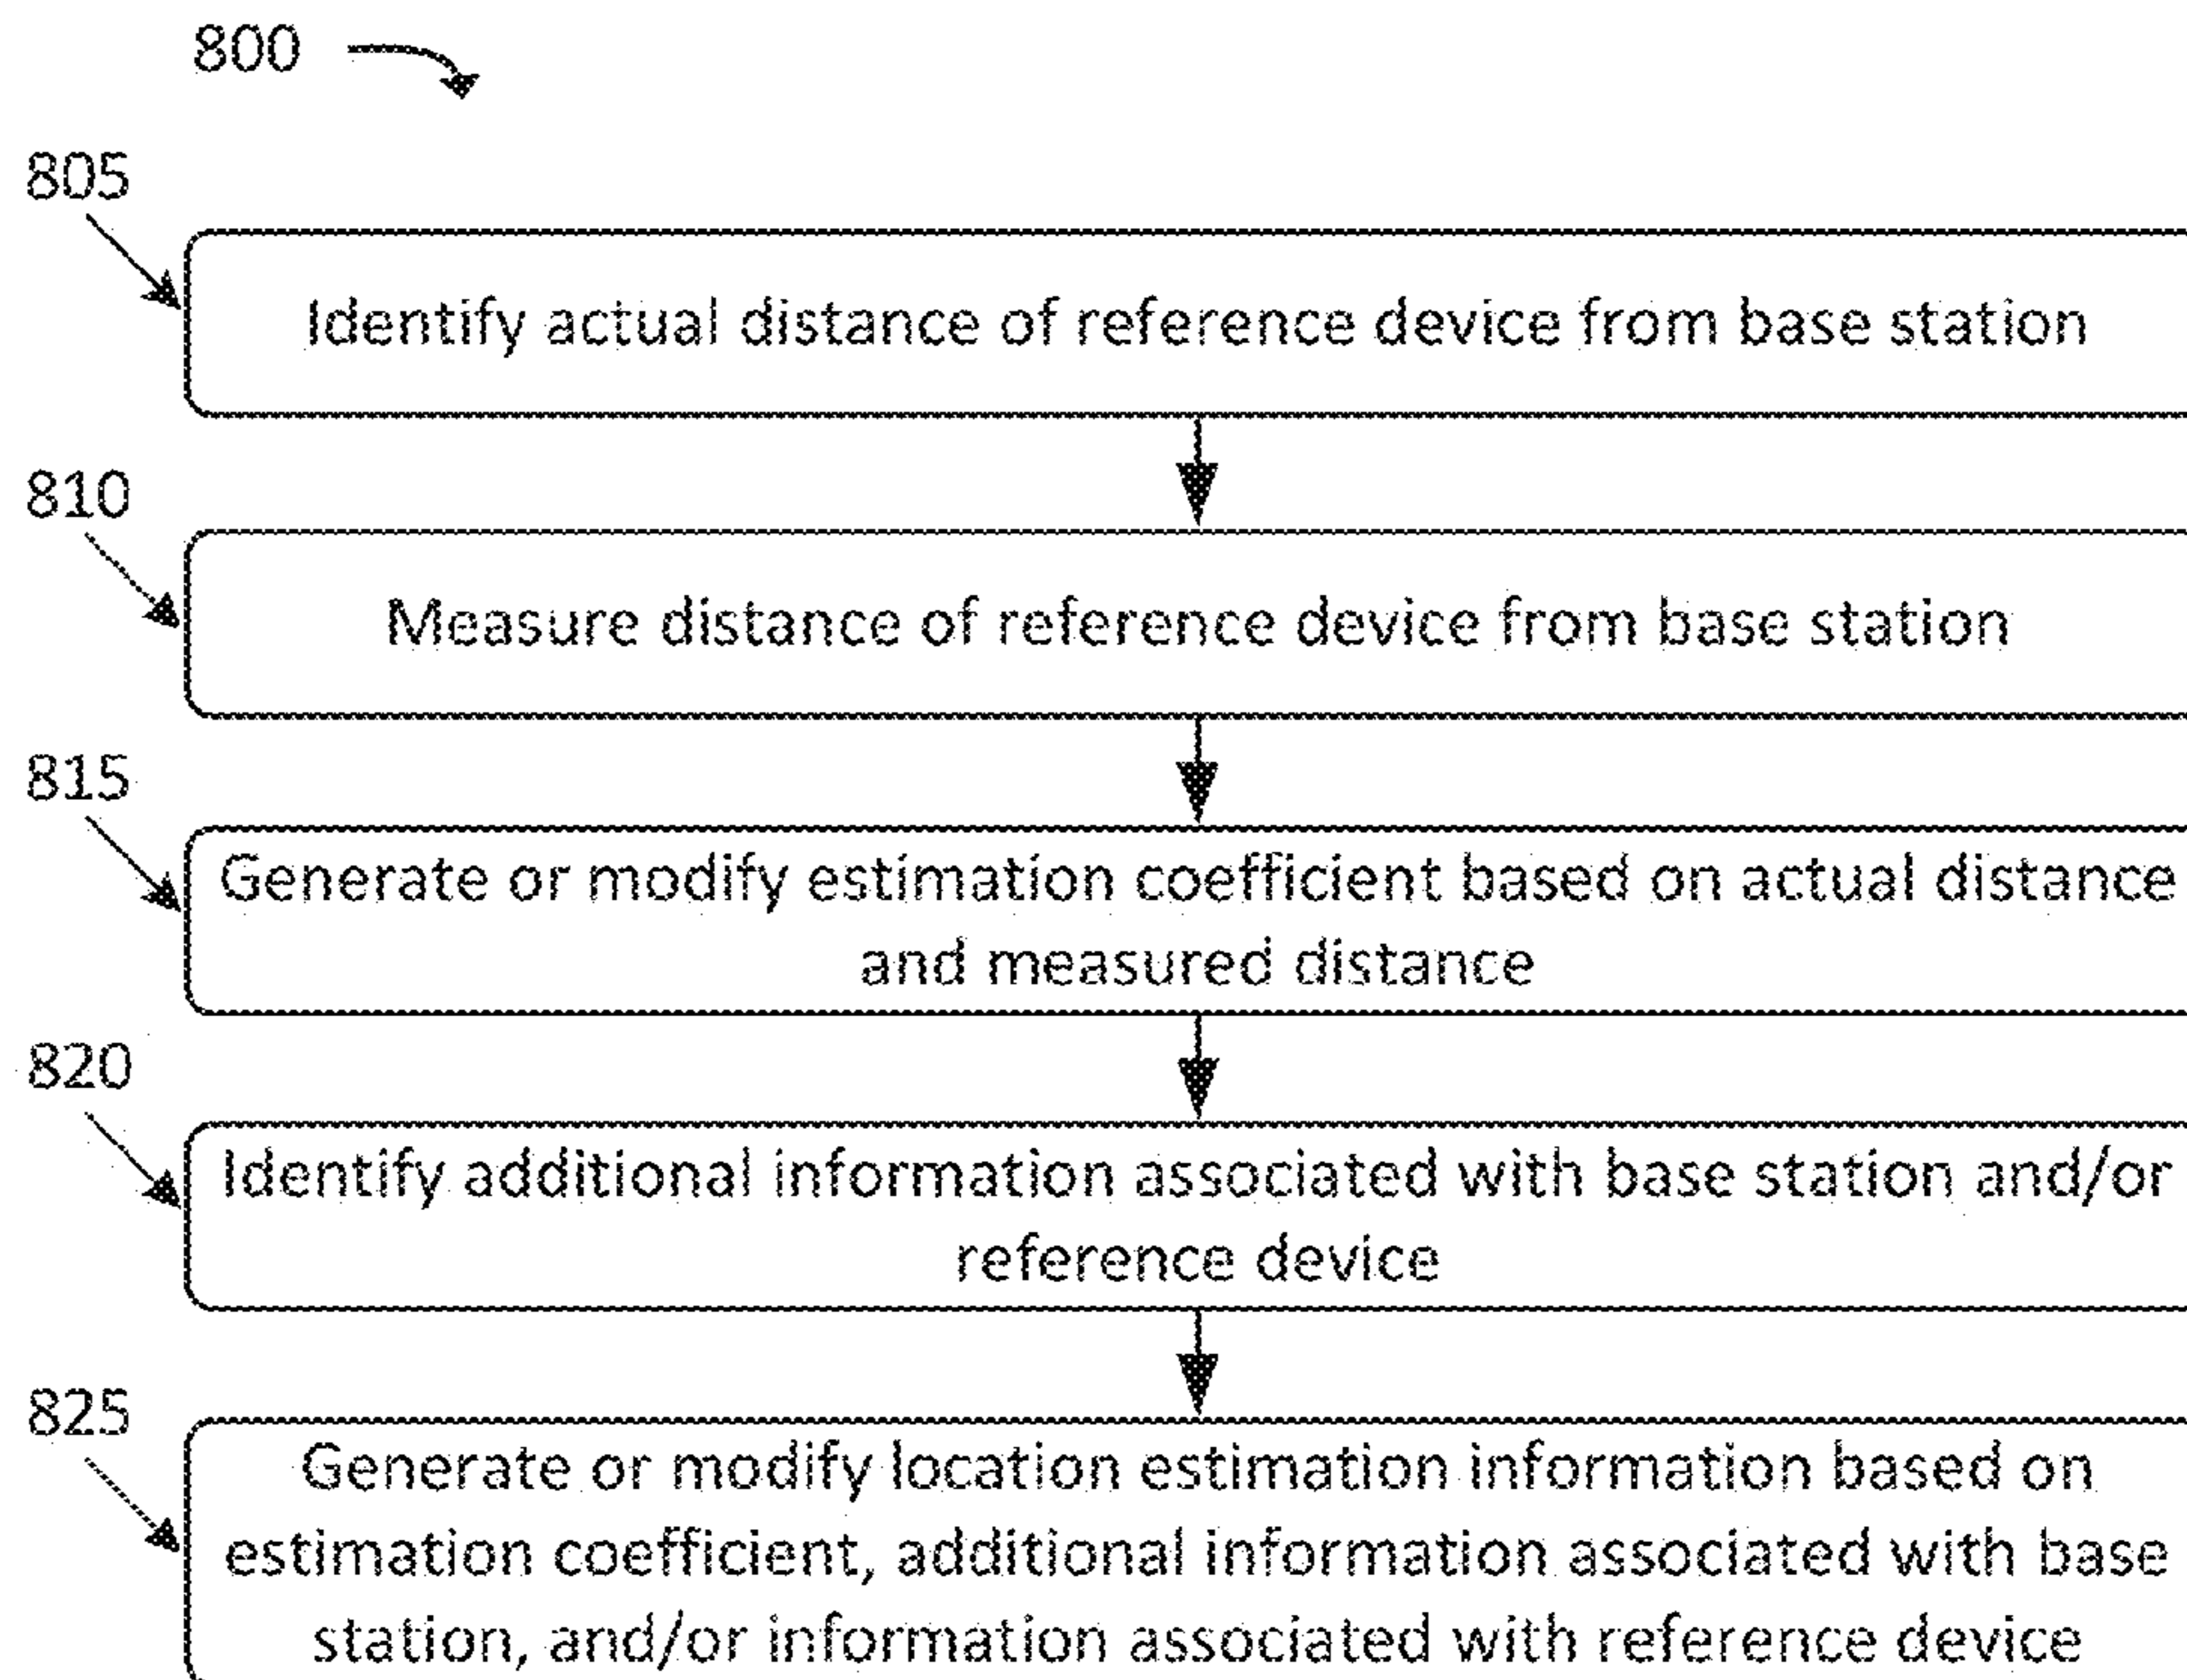 800
805
Identify actual distance of reference device from base station
810
Measure distance of reference device from base station
815
Generate or modify estimation coefficient based on actual distance
and measured distance
820
Identify additional information associated with base station and/or
reference device
825
Generate or modify location estimation information based on
estimation coefficient, additional information associated with base
station, and/or information associated with reference device